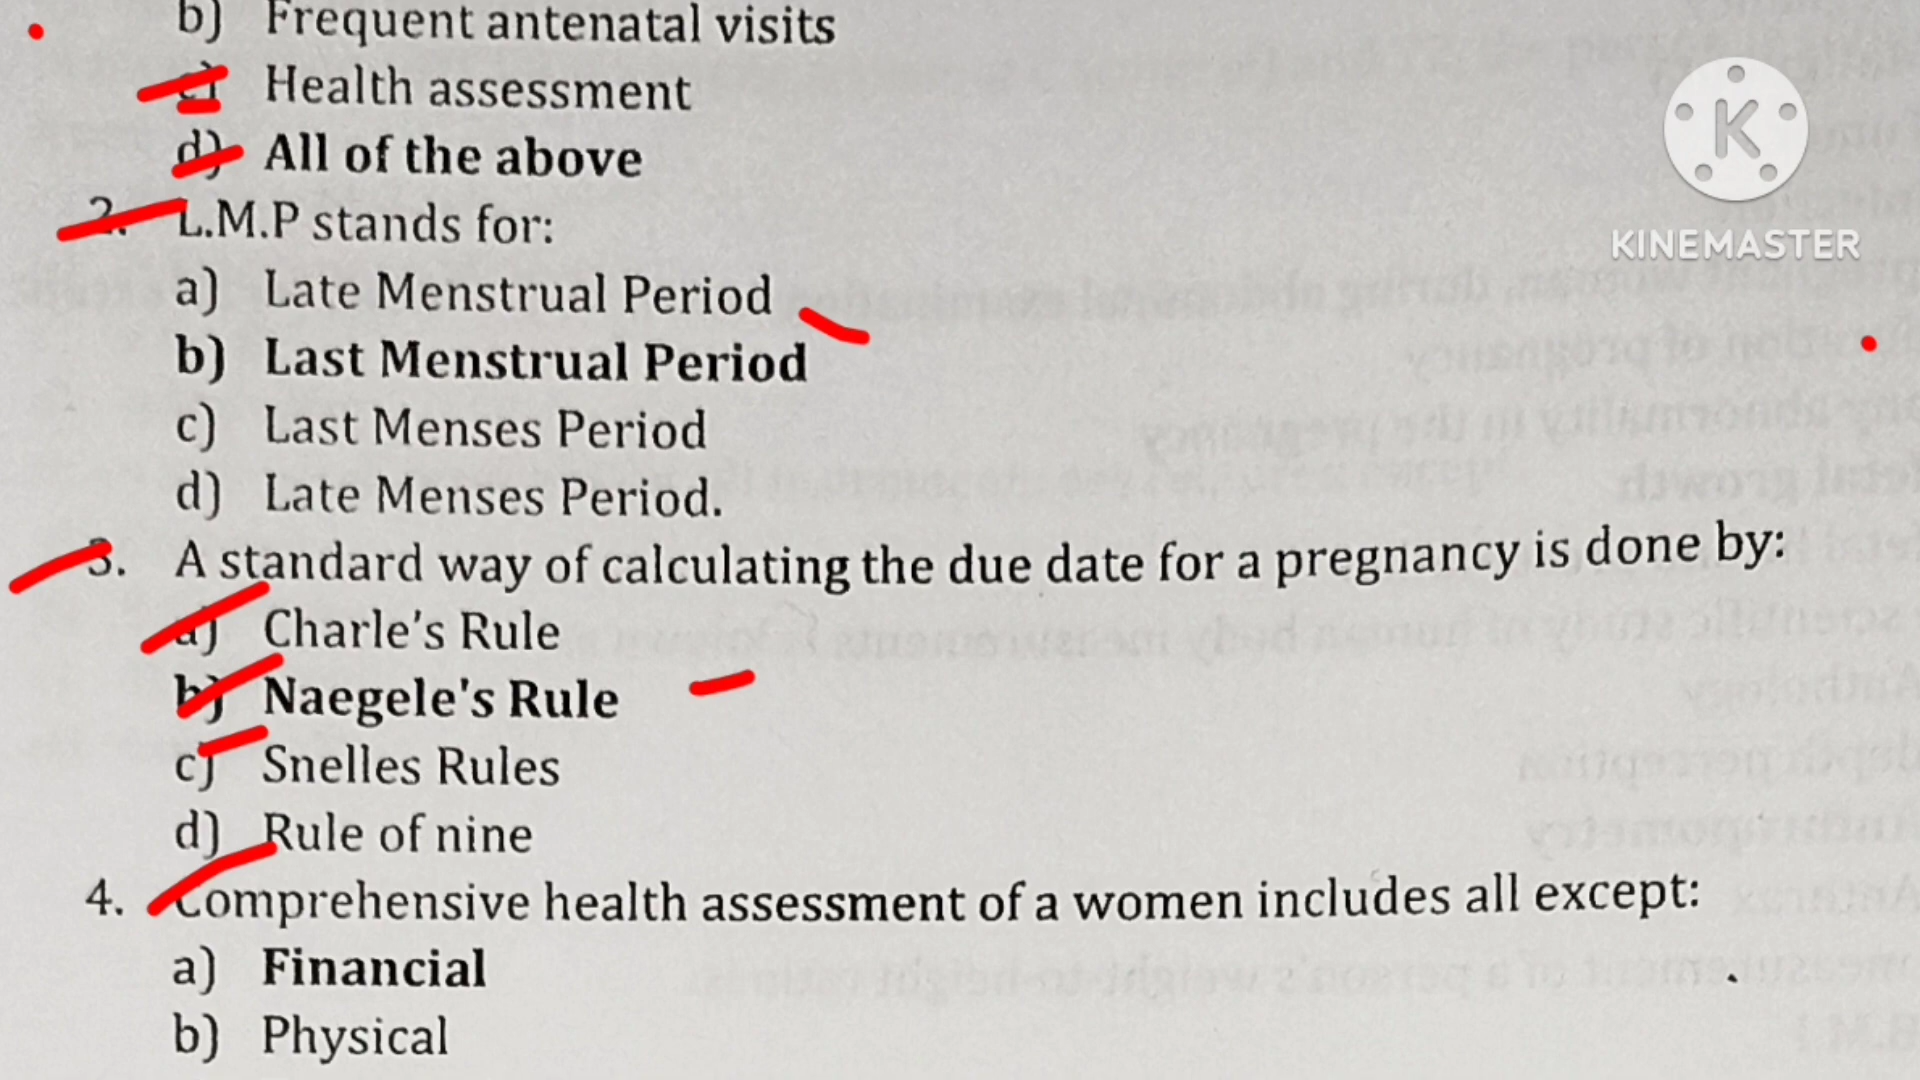 b) Frequent antenatal visits
c) Health assessment
d) All of the above
2. L.M.P stands for:
a) Late Menstrual Period
b) Last Menstrual Period
c) Last Menses Period
d) Late Menses Period.
3. A standard way of calculating the due date for a pregnancy is done by:
a) Charle's Rule
b) Naegele's Rule
c) Snelles Rules
d) Rule of nine
4. Comprehensive health assessment of a women includes all except:
a) Financial
b) Physical
K
KINEMASTER